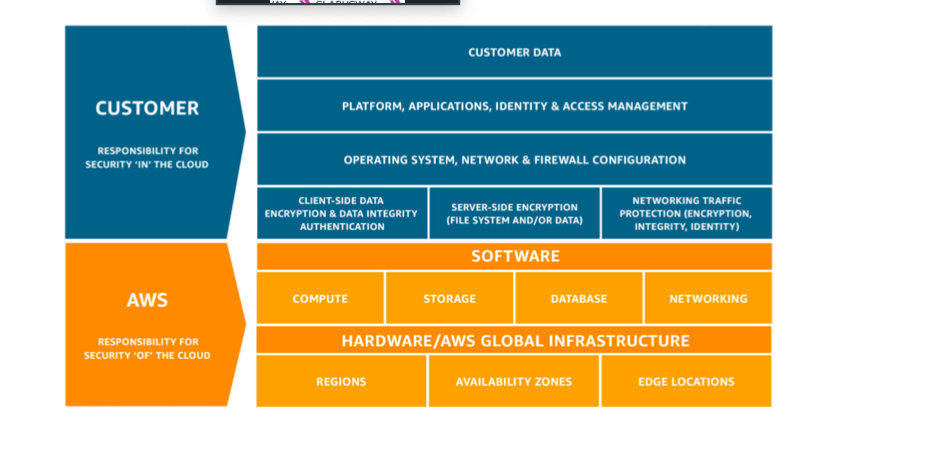 CUSTOMER
RESPONSIBILITY FOR
SECURITY ‘IN’ THE CLOUD
CUSTOMER DATA
PLATFORM, APPLICATIONS, IDENTITY & ACCESS MANAGEMENT
OPERATING SYSTEM, NETWORK & FIREWALL CONFIGURATION
CLIENT-SIDE DATA
ENCRYPTION & DATA INTEGRITY
AUTHENTICATION
SERVER-SIDE ENCRYPTION
(FILE SYSTEM AND/OR DATA)
NETWORKING TRAFFIC
PROTECTION (ENCRYPTION,
INTEGRITY, IDENTITY)
AWS
RESPONSIBILITY FOR
SECURITY ‘OF’ THE CLOUD
SOFTWARE
COMPUTE
STORAGE
DATABASE
NETWORKING
HARDWARE/AWS GLOBAL INFRASTRUCTURE
REGIONS
AVAILABILITY ZONES
EDGE LOCATIONS